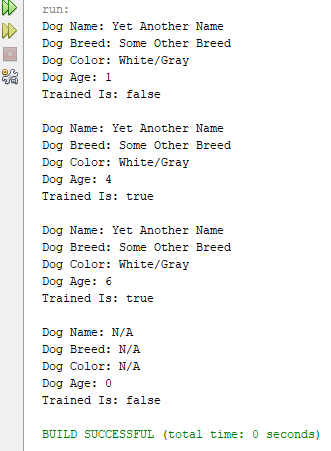 run:
Dog Name: Yet Another Name
Dog Breed: Some Other Breed
Dog Color: White/Gray
Dog Age: 1
Trained Is: false
Dog Name: Yet Another Name
Dog Breed: Some Other Breed
Dog Color: White/Gray
Dog Age: 4
Trained Is: true
Dog Name: Yet Another Name
Dog Breed: Some Other Breed
Dog Color: White/Gray
Dog Age: 6
Trained Is: true
Dog Name: N/A
Dog Breed: N/A
Dog Color: N/A
Dog Age: 0
Trained Is: false
BUILD SUCCESSFUL (total time: 0 seconds)